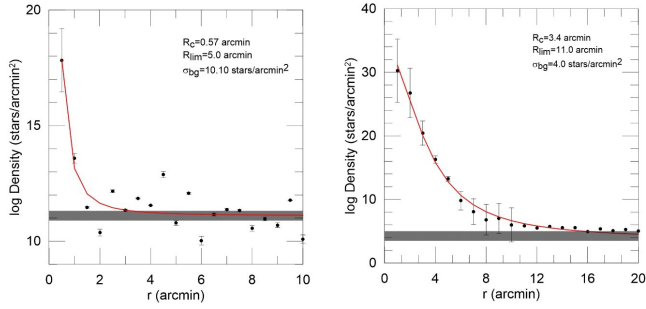 20
15
10
log Density (stars/arcmin²)
Rc=0.57 arcmin
Rlim=5.0 arcmin
σbg=10.10 stars/arcmin²
0 2 4 6 8 10
r (arcmin)
40
30
20
10
0
log Density (stars/arcmin²)
Rc=3.4 arcmin
Rlim=11.0 arcmin
σbg=4.0 stars/arcmin²
0 4 8 12 16 20
r (arcmin)